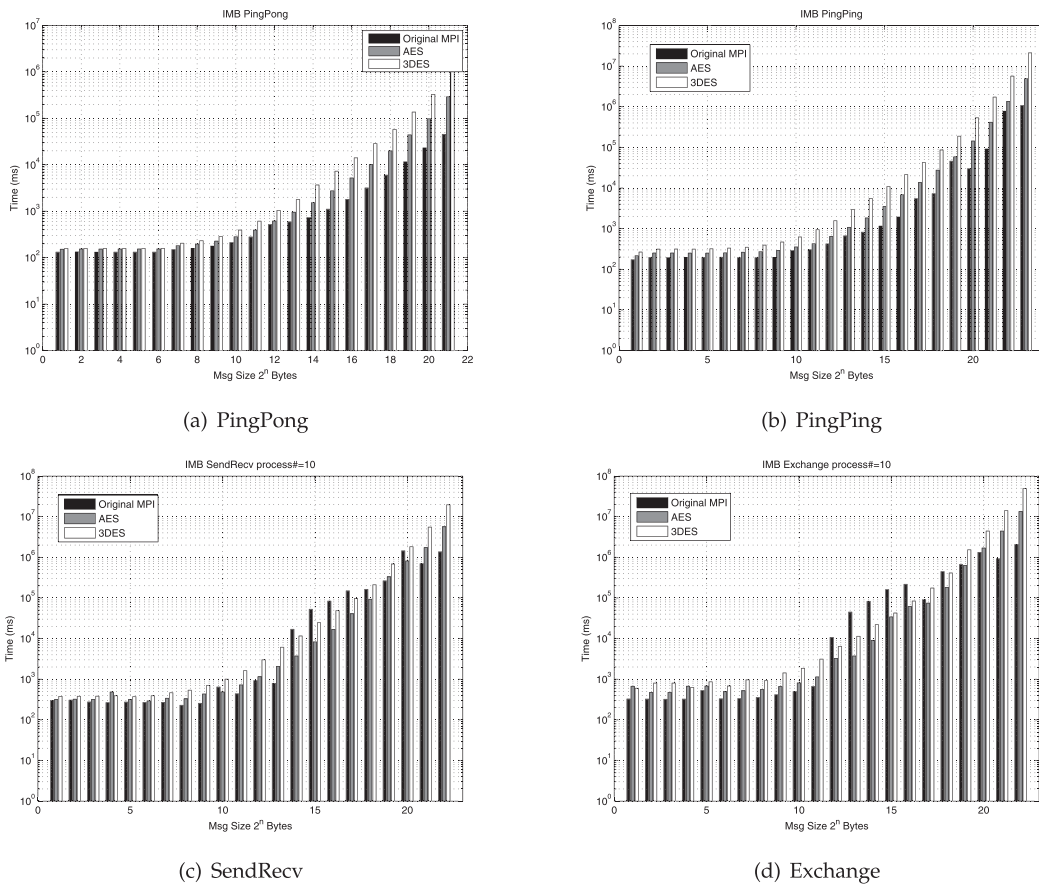 IMB PingPong
10^7
10^6
10^5
10^4
10^3
10^2
10^1
10^0
Time (ms)
Original MPI
AES
3DES
0 2 4 6 8 10 12 14 16 18 20 22
Msg Size 2^n Bytes
(a) PingPong
IMB PingPing
10^8
10^7
10^6
10^5
10^4
10^3
10^2
10^1
10^0
Time (ms)
Original MPI
AES
3DES
0 5 10 15 20
Msg Size 2^n Bytes
(b) PingPing
IMB SendRecv process#=10
10^8
10^7
10^6
10^5
10^4
10^3
10^2
10^1
10^0
Time (ms)
Original MPI
AES
3DES
0 5 10 15 20
Msg Size 2^n Bytes
(c) SendRecv
IMB Exchange process#=10
10^8
10^7
10^6
10^5
10^4
10^3
10^2
10^1
10^0
Time (ms)
Original MPI
AES
3DES
0 5 10 15 20
Msg Size 2^n Bytes
(d) Exchange